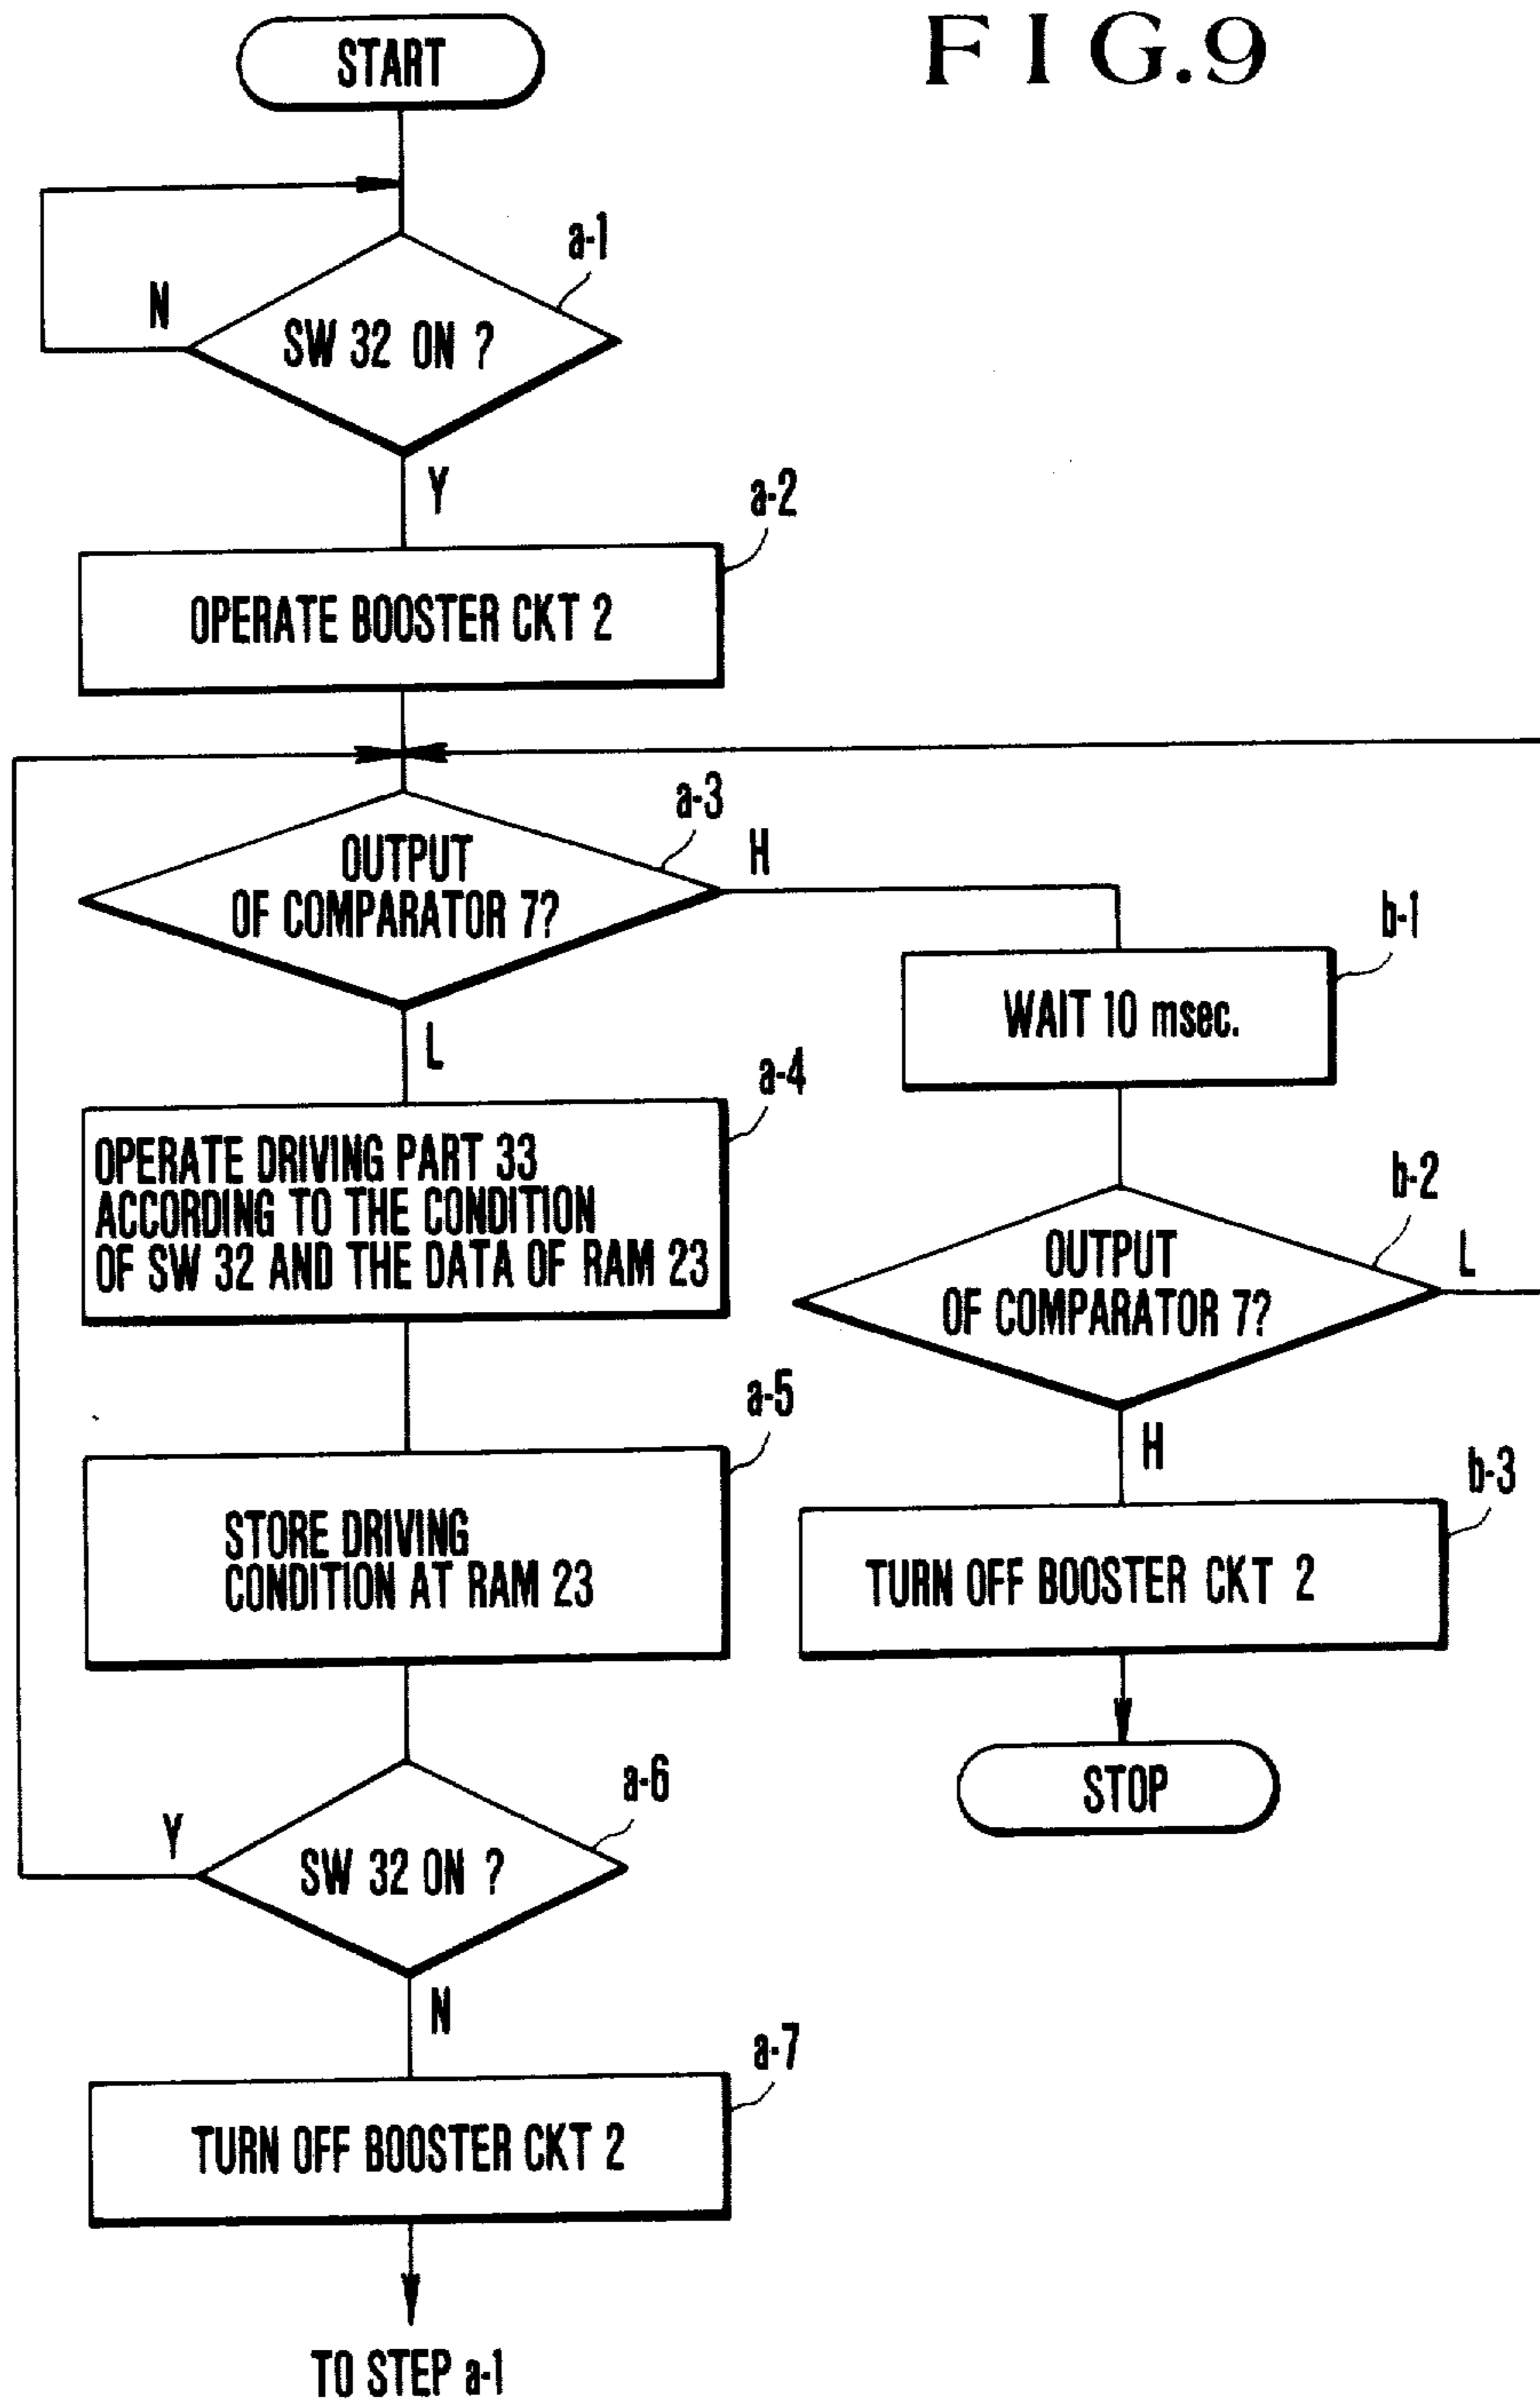 FIG.9
START
a-1
N
SW 32 ON ?
Y
a-2
OPERATE BOOSTER CKT 2
a-3
OUTPUT
OF COMPARATOR 7?
H
L
a-4
OPERATE DRIVING PART 33
ACCORDING TO THE CONDITION
OF SW 32 AND THE DATA OF RAM 23
a-5
STORE DRIVING
CONDITION AT RAM 23
a-6
Y
SW 32 ON ?
N
a-7
TURN OFF BOOSTER CKT 2
TO STEP a-1
b-1
WAIT 10 msec.
b-2
OUTPUT
OF COMPARATOR 7?
L
H
b-3
TURN OFF BOOSTER CKT 2
STOP